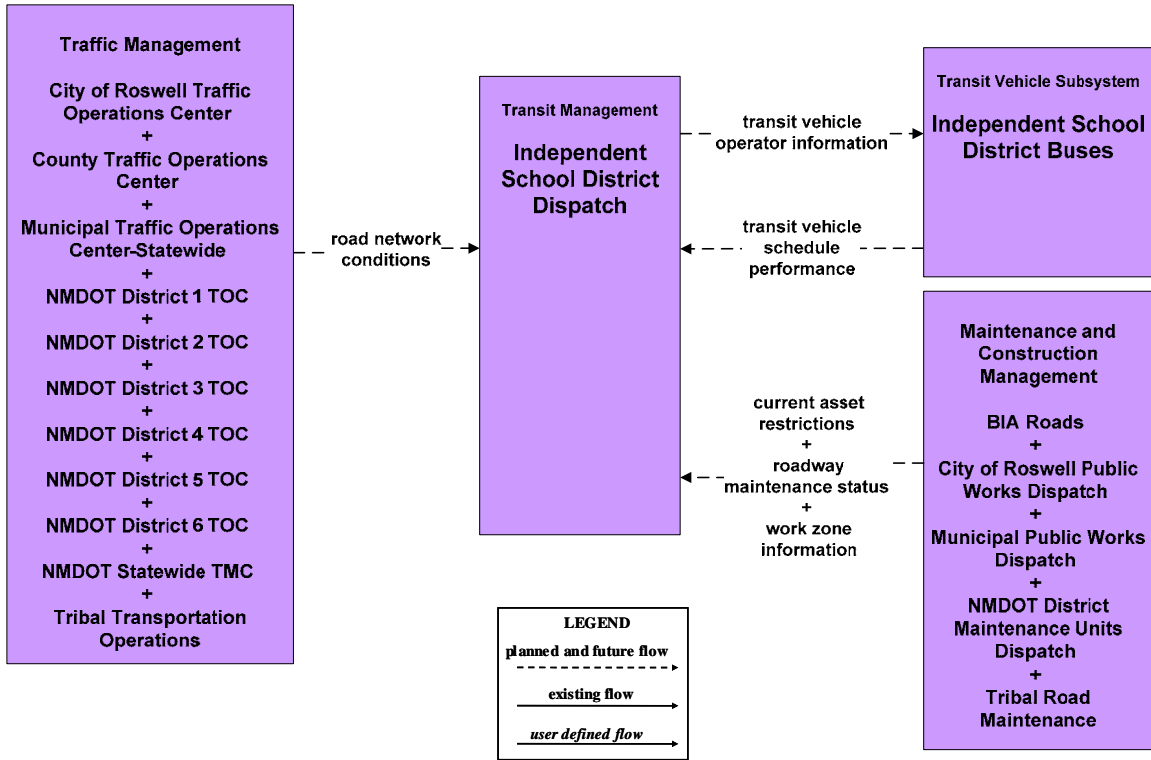 Traffic Management
City of Roswell Traffic
Operations Center
+
County Traffic Operations
Center
+
Municipal Traffic Operations
Center-Statewide
+
NMDOT District 1 TOC
+
NMDOT District 2 TOC
+
NMDOT District 3 TOC
+
NMDOT District 4 TOC
+
NMDOT District 5 TOC
+
NMDOT District 6 TOC
+
NMDOT Statewide TMC
+
Tribal Transportation
Operations
road network
conditions
Transit Management
Independent
School District
Dispatch
transit vehicle
operator information
transit vehicle
schedule
performance
current asset
restrictions
+
roadway
maintenance status
+
work zone
information
Transit Vehicle Subsystem
Independent School
District Buses
Maintenance and
Construction
Management
BIA Roads
+
City of Roswell Public
Works Dispatch
+
Municipal Public Works
Dispatch
+
NMDOT District
Maintenance Units
Dispatch
+
Tribal Road
Maintenance
LEGEND
planned and future flow
existing flow
user defined flow